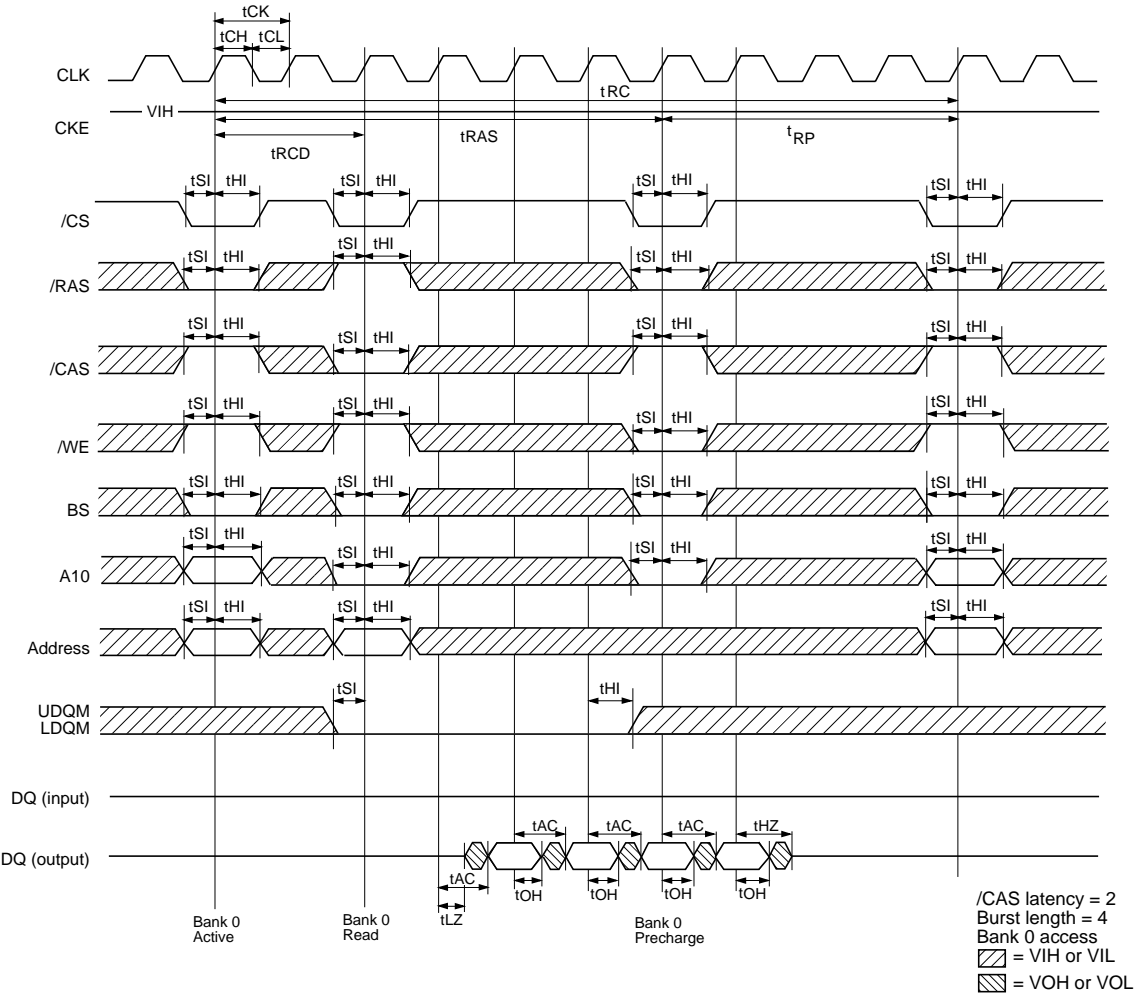 tCK
tCH tCL
CLK
tRC
VIH
CKE
tRAS
tRP
tRCD
tSI tHI tSI tHI tSI tHI tSI tHI
/CS
tSI tHI tSI tHI tSI tHI tSI tHI
/RAS
tSI tHI tSI tHI tSI tHI tSI tHI
/CAS
tSI tHI tSI tHI tSI tHI tSI tHI
/WE
tSI tHI tSI tHI tSI tHI tSI tHI
BS
tSI tHI tSI tHI tSI tHI tSI tHI
A10
tSI tHI tSI tHI tSI tHI
Address
tSI tHI
UDQM
LDQM
DQ (input)
tAC tAC tAC tHZ
DQ (output)
tAC
tOH tOH tOH tOH
tLZ
Bank 0
Active
Bank 0
Read
Bank 0
Precharge
/CAS latency = 2
Burst length = 4
Bank 0 access
= VIH or VIL
= VOH or VOL